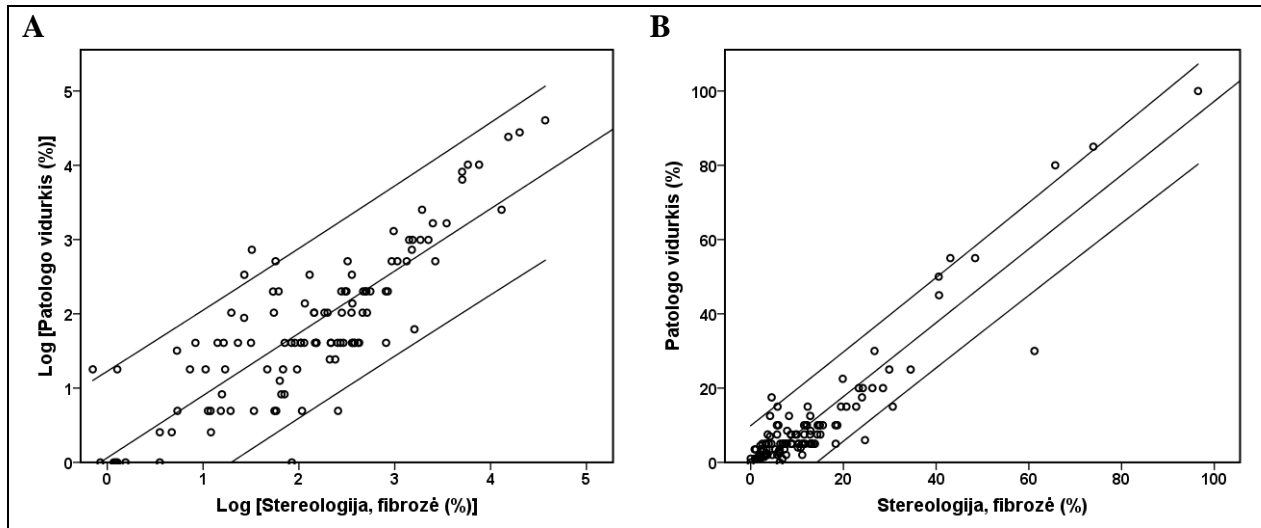 A
B
5
4
3
2
1
0
Log [Patologo vidurkis (%)]
0 1 2 3 4 5
Log [Stereologija, fibrozė (%)]
100
80
60
40
20
0
Patologo vidurkis (%)
0 20 40 60 80 100
Stereologija, fibrozė (%)